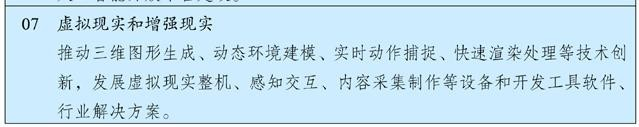 07 虚拟现实和增强现实
推动三维图形生成、动态环境建模、实时动作捕捉、快速渲染处理等技术创
新，发展虚拟现实整机、感知交互、内容采集制作等设备和开发工具软件、
行业解决方案。